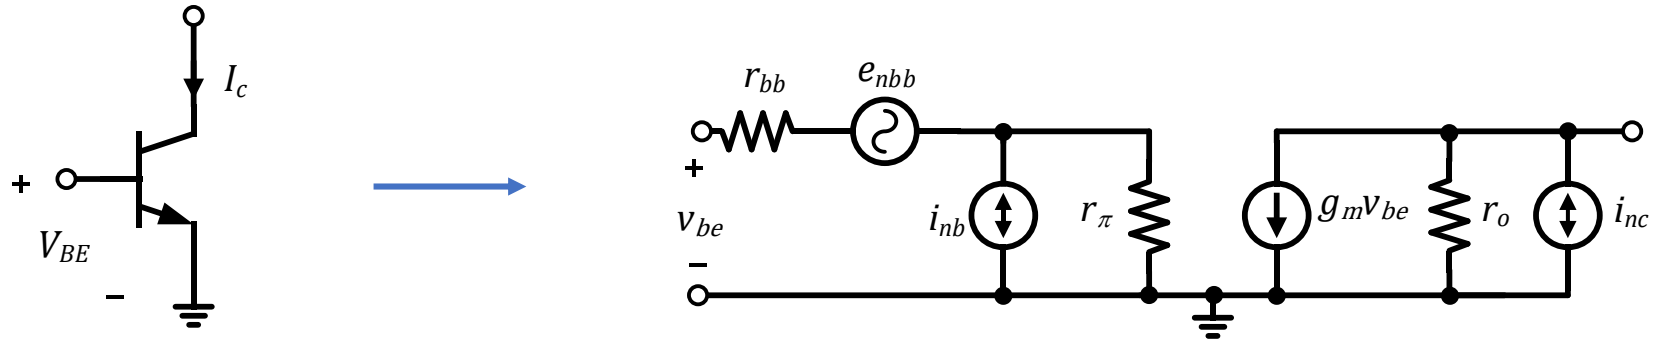 I_c
+
V_BE
−
r_bb
e_nbb
+
v_be
−
i_nb
r_π
g_m v_be
r_o
i_nc